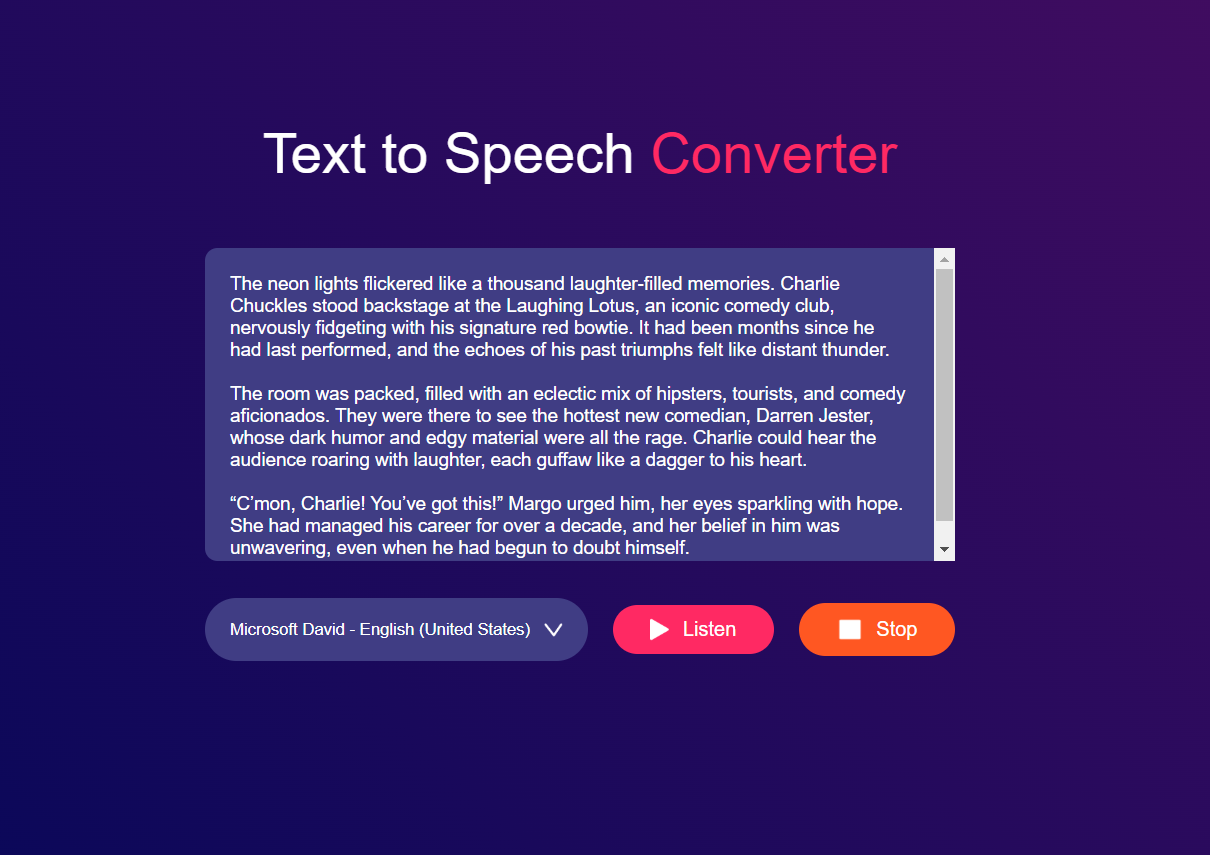 Text to Speech Converter
The neon lights flickered like a thousand laughter-filled memories. Charlie
Chuckles stood backstage at the Laughing Lotus, an iconic comedy club,
nervously fidgeting with his signature red bowtie. It had been months since he
had last performed, and the echoes of his past triumphs felt like distant thunder.
The room was packed, filled with an eclectic mix of hipsters, tourists, and comedy
aficionados. They were there to see the hottest new comedian, Darren Jester,
whose dark humor and edgy material were all the rage. Charlie could hear the
audience roaring with laughter, each guffaw like a dagger to his heart.
“C’mon, Charlie! You’ve got this!” Margo urged him, her eyes sparkling with hope.
She had managed his career for over a decade, and her belief in him was
unwavering, even when he had begun to doubt himself.
Microsoft David - English (United States)
Listen
Stop